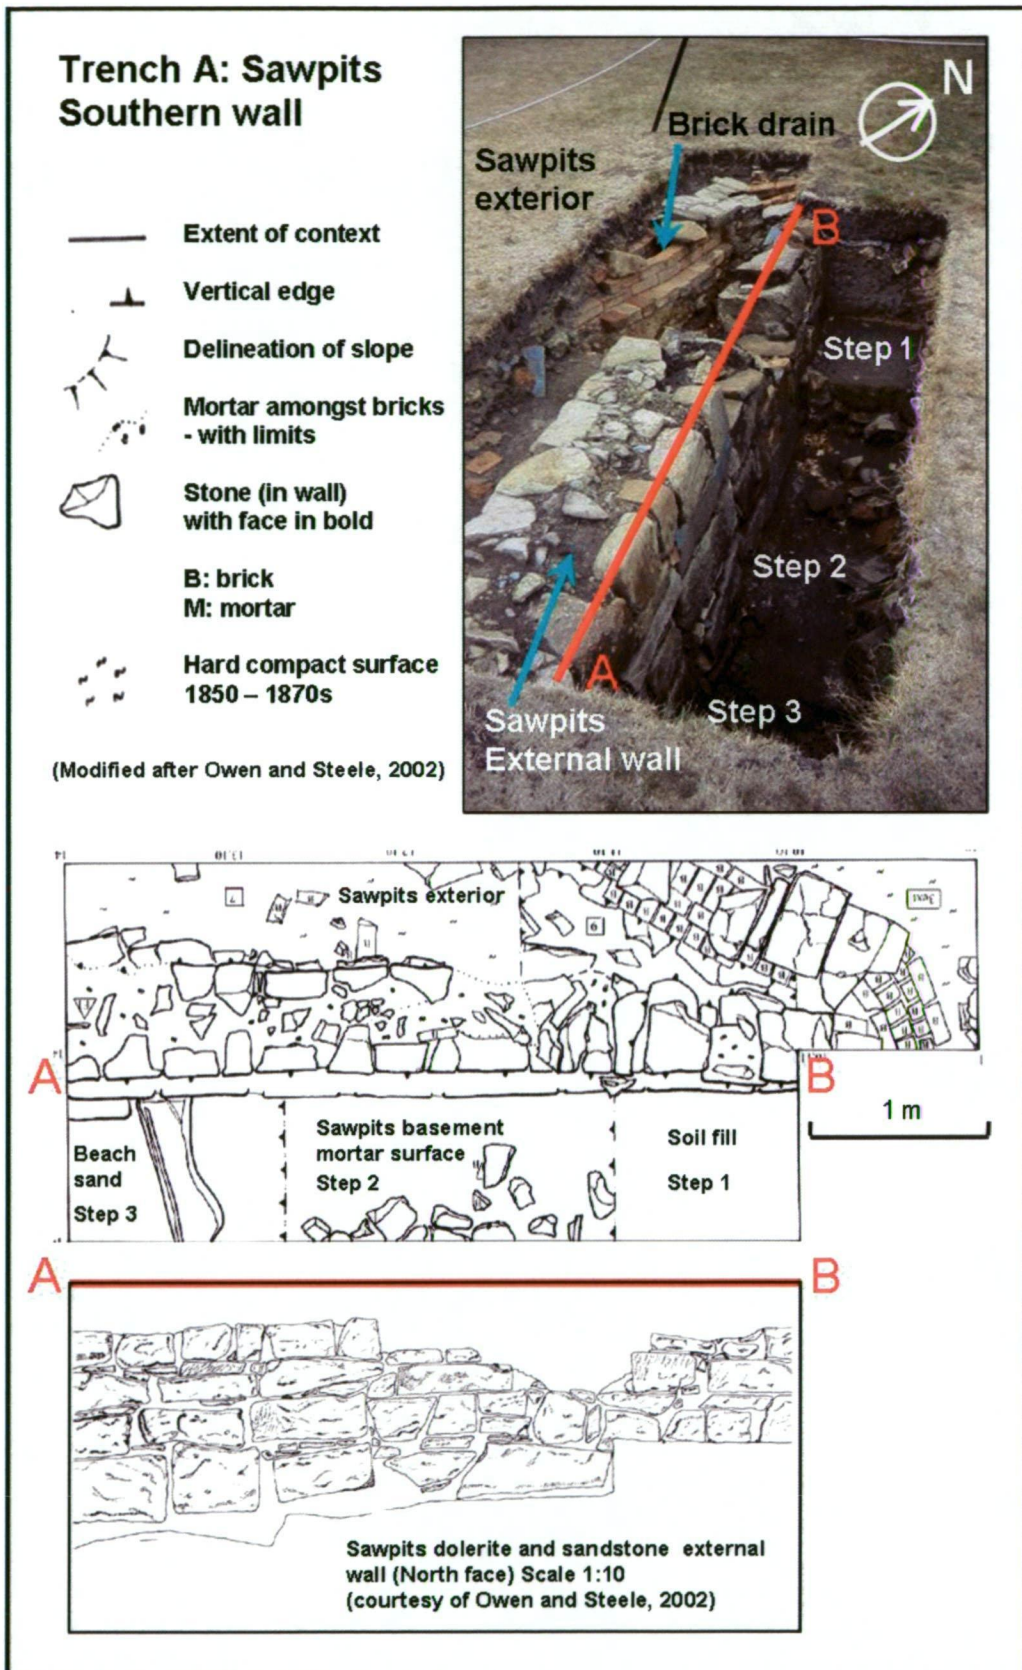 Trench A: Sawpits
Southern wall
Extent of context
Vertical edge
Delineation of slope
Mortar amongst bricks
- with limits
Stone (in wall)
with face in bold
B: brick
M: mortar
Hard compact surface
1850 – 1870s
(Modified after Owen and Steele, 2002)
N
Brick drain
Sawpits
exterior
B
Step 1
Step 2
A
Step 3
Sawpits
External wall
Sawpits exterior
7
6
3ext
A
B
1 m
Beach
sand
Step 3
Sawpits basement
mortar surface
Step 2
Soil fill
Step 1
A
B
Sawpits dolerite and sandstone external
wall (North face) Scale 1:10
(courtesy of Owen and Steele, 2002)